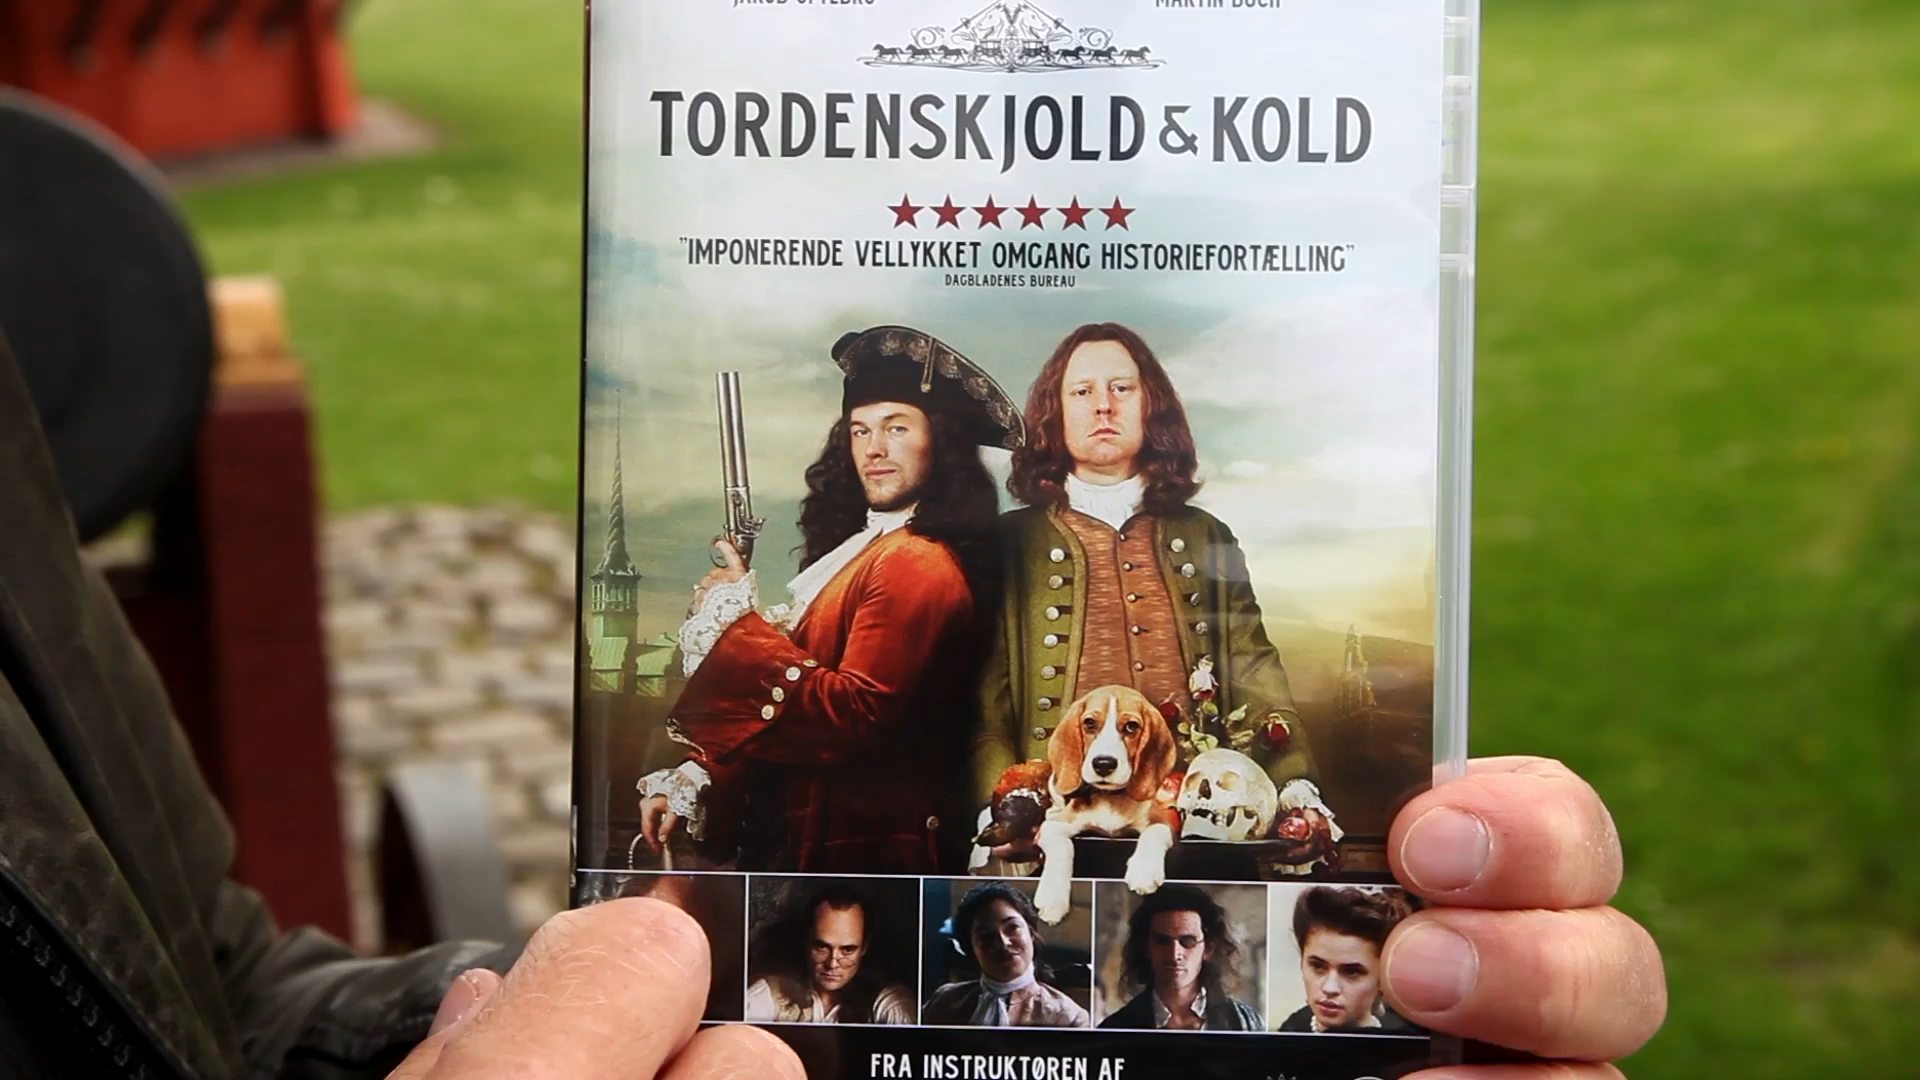 TORDENSKJOLD & KOLD
"IMPONERENDE VELLYKKET OMGANG HISTORIEFORTÆLLING"
DAGBLADENES BUREAU
FRA INSTRUKTØREN AF